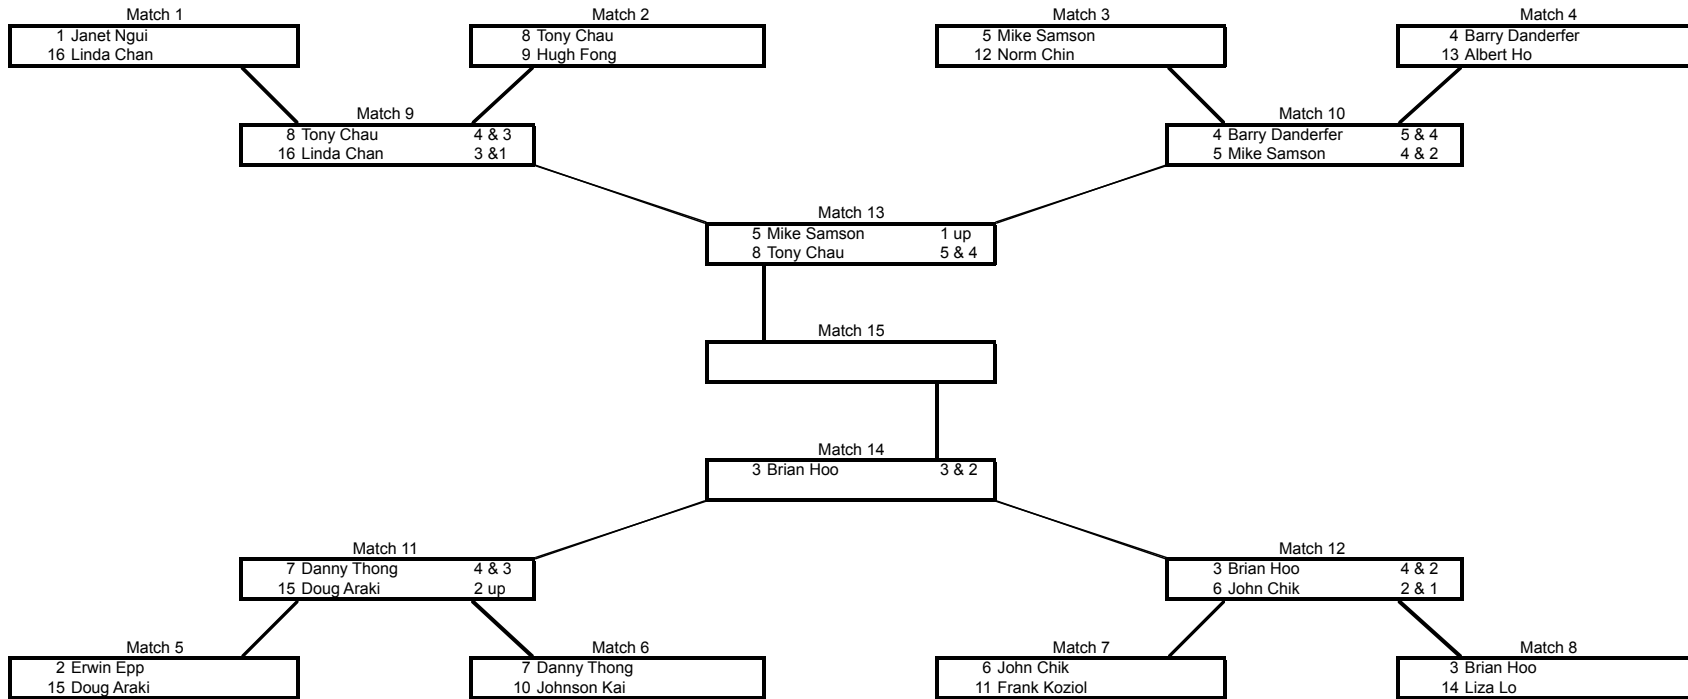 Match 1
1 Janet Ngui
16 Linda Chan
Match 2
8 Tony Chau
9 Hugh Fong
Match 3
5 Mike Samson
12 Norm Chin
Match 4
4 Barry Danderfer
13 Albert Ho
Match 9
8 Tony Chau 4 & 3
16 Linda Chan 3 &1
Match 10
4 Barry Danderfer 5 & 4
5 Mike Samson 4 & 2
Match 13
5 Mike Samson 1 up
8 Tony Chau 5 & 4
Match 15
Match 14
3 Brian Hoo 3 & 2
Match 11
7 Danny Thong 4 & 3
15 Doug Araki 2 up
Match 12
3 Brian Hoo 4 & 2
6 John Chik 2 & 1
Match 5
2 Erwin Epp
15 Doug Araki
Match 6
7 Danny Thong
10 Johnson Kai
Match 7
6 John Chik
11 Frank Koziol
Match 8
3 Brian Hoo
14 Liza Lo